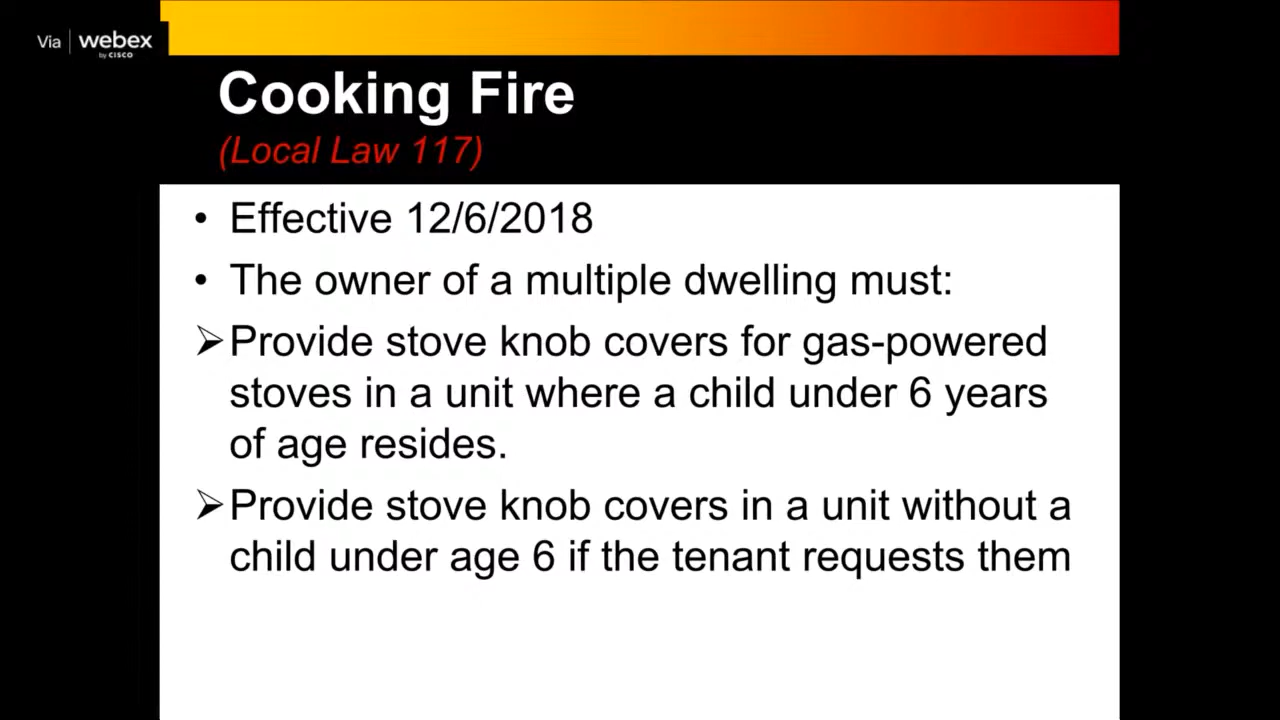 Via | webex
by CISCO
Cooking Fire
(Local Law 117)
• Effective 12/6/2018
• The owner of a multiple dwelling must:
➢Provide stove knob covers for gas-powered
stoves in a unit where a child under 6 years
of age resides.
➢Provide stove knob covers in a unit without a
child under age 6 if the tenant requests them